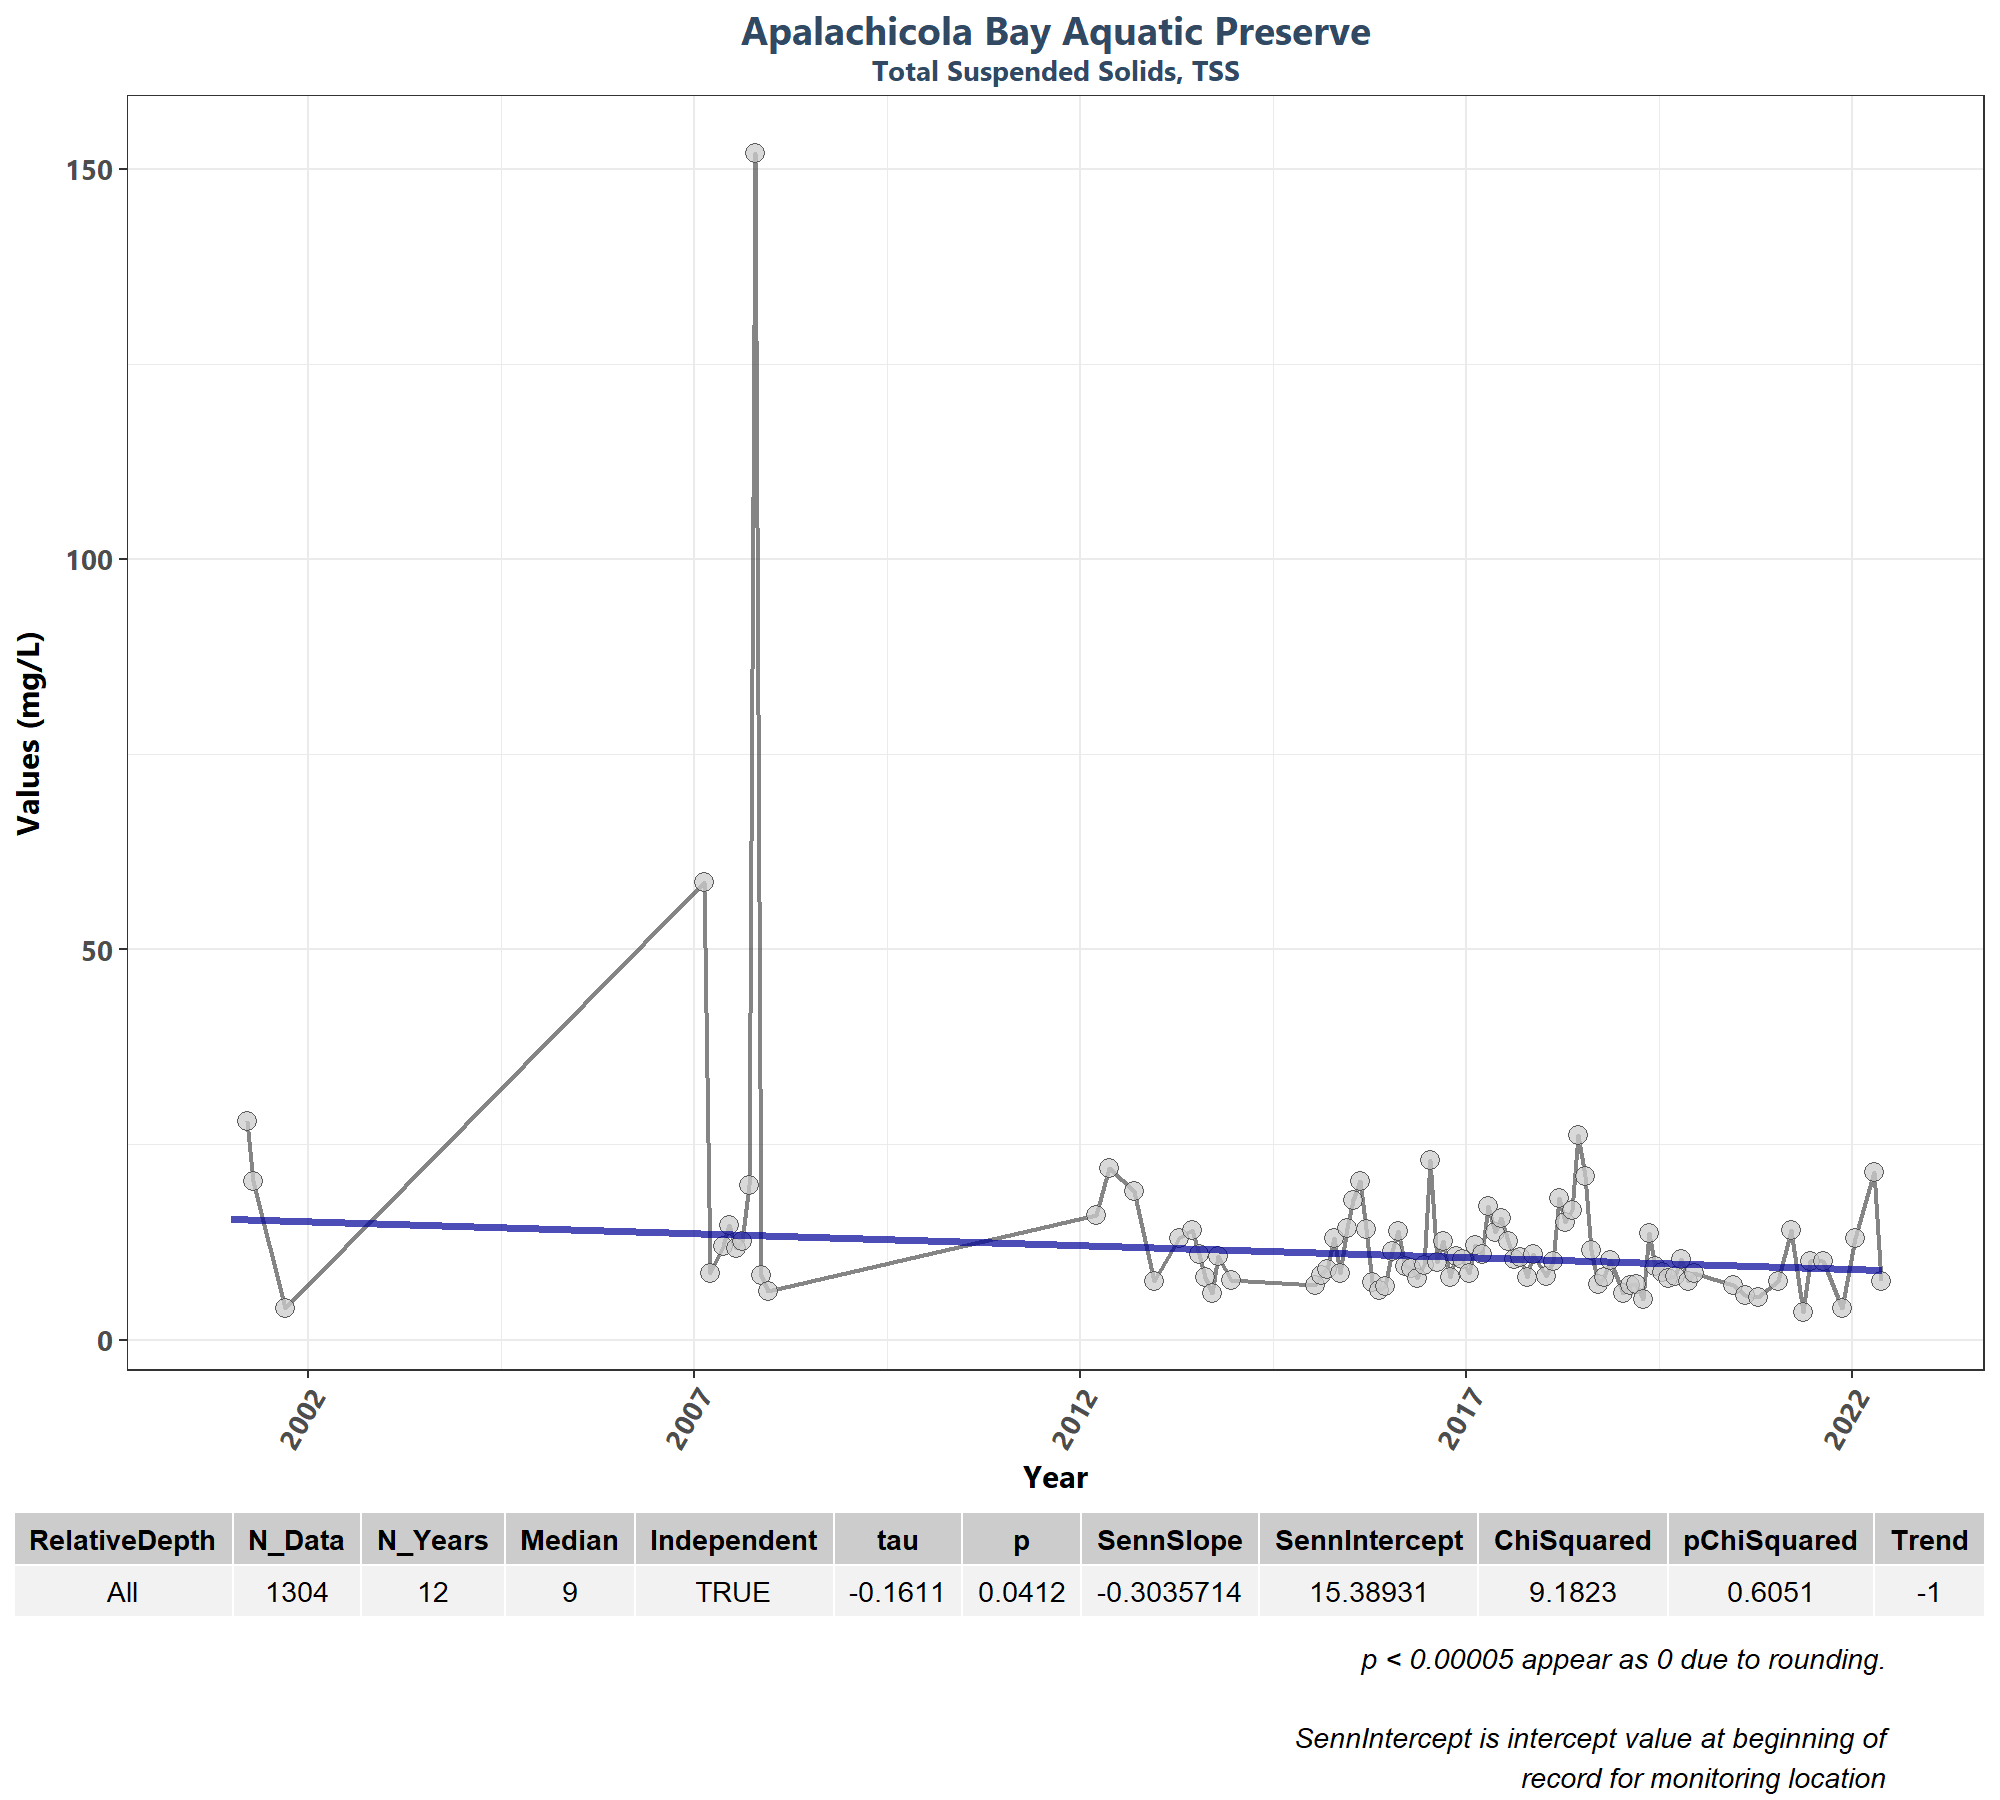 Apalachicola Bay Aquatic Preserve
Total Suspended Solids, TSS
Values (mg/L)
150
100
50
0
2002 2007 2012 2017 2022
Year
RelativeDepth N_Data N_Years Median Independent tau p SennSlope SennIntercept ChiSquared pChiSquared Trend
All 1304 12 9 TRUE -0.1611 0.0412 -0.3035714 15.38931 9.1823 0.6051 -1
p < 0.00005 appear as 0 due to rounding.
SennIntercept is intercept value at beginning of
record for monitoring location